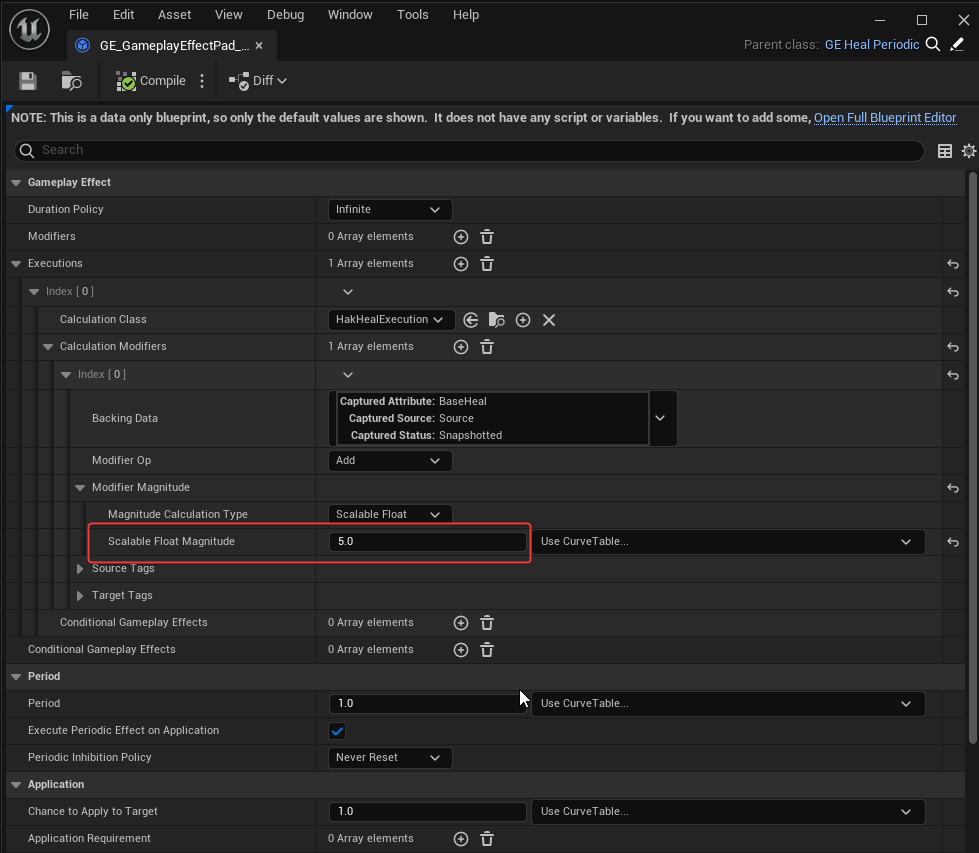 File Edit Asset View Debug Window Tools Help
GE_GameplayEffectPad_...
Parent class: GE Heal Periodic
Compile Diff
NOTE: This is a data only blueprint, so only the default values are shown. It does not have any script or variables. If you want to add some, Open Full Blueprint Editor
Search
Gameplay Effect
Duration Policy Infinite
Modifiers 0 Array elements
Executions 1 Array elements
Index [ 0 ]
Calculation Class HakHealExecution
Calculation Modifiers 1 Array elements
Index [ 0 ]
Captured Attribute: BaseHeal
Backing Data Captured Source: Source
Captured Status: Snapshotted
Modifier Op Add
Modifier Magnitude
Magnitude Calculation Type Scalable Float
Scalable Float Magnitude 5.0 Use CurveTable...
Source Tags
Target Tags
Conditional Gameplay Effects 0 Array elements
Conditional Gameplay Effects 0 Array elements
Period
Period 1.0 Use CurveTable...
Execute Periodic Effect on Application
Periodic Inhibition Policy Never Reset
Application
Chance to Apply to Target 1.0 Use CurveTable...
Application Requirement 0 Array elements